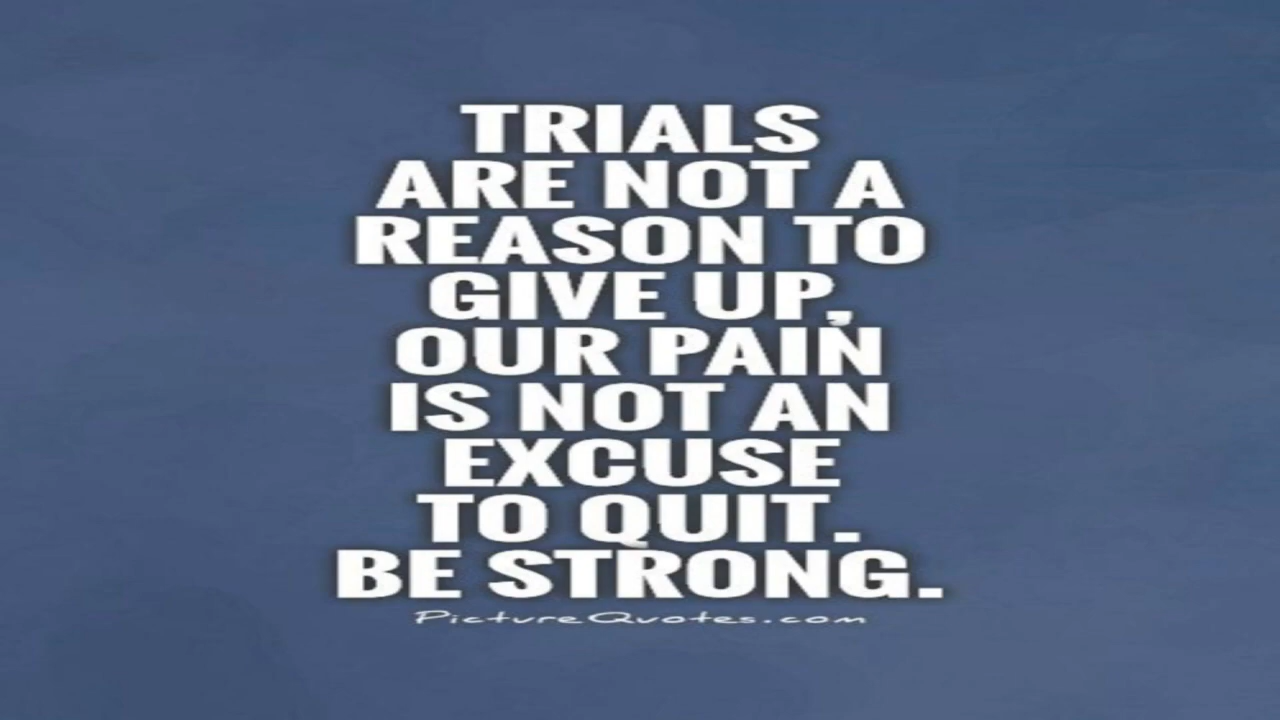 TRIALS
ARE NOT A
REASON TO
GIVE UP,
OUR PAIN
IS NOT AN
EXCUSE
TO QUIT.
BE STRONG.
PictureQuotes.com